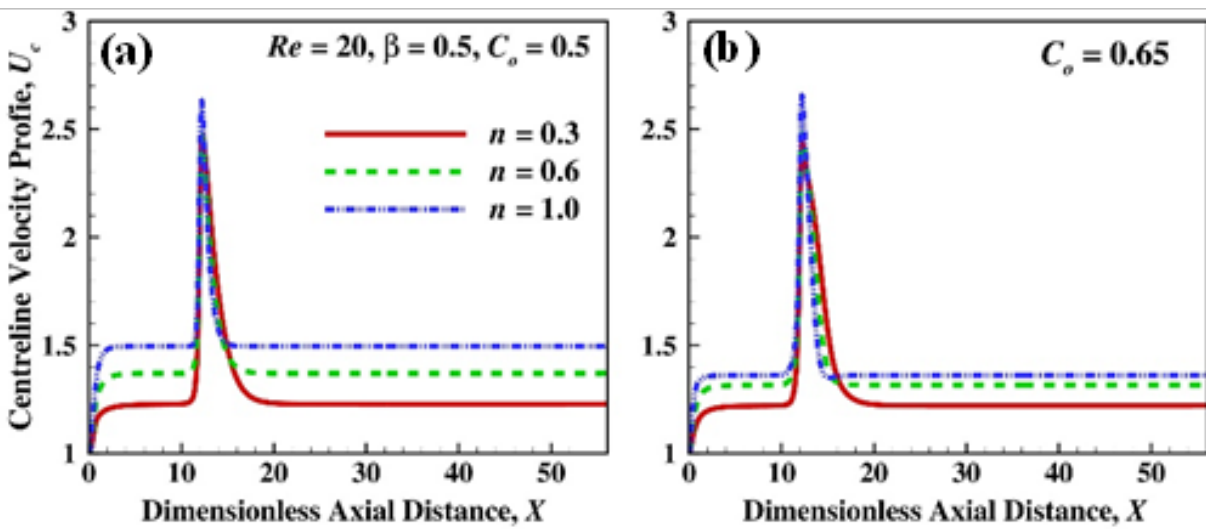 (a)
Re = 20, β = 0.5, C_o = 0.5
n = 0.3
n = 0.6
n = 1.0
Centreline Velocity Profie, U_c
3
2.5
2
1.5
1
0
10
20
30
40
50
Dimensionless Axial Distance, X
(b)
C_o = 0.65
3
2.5
2
1.5
1
0
10
20
30
40
50
Dimensionless Axial Distance, X